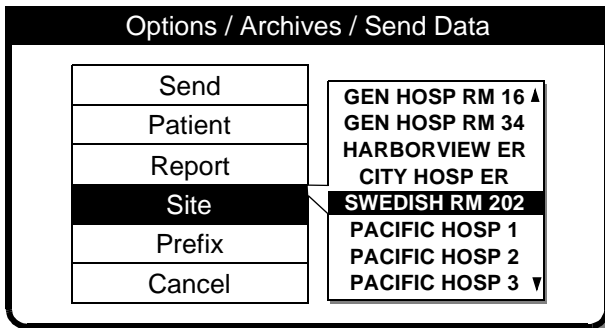 Options / Archives / Send Data
Send
Patient
Report
Site
Prefix
Cancel
GEN HOSP RM 16
GEN HOSP RM 34
HARBORVIEW ER
CITY HOSP ER
SWEDISH RM 202
PACIFIC HOSP 1
PACIFIC HOSP 2
PACIFIC HOSP 3